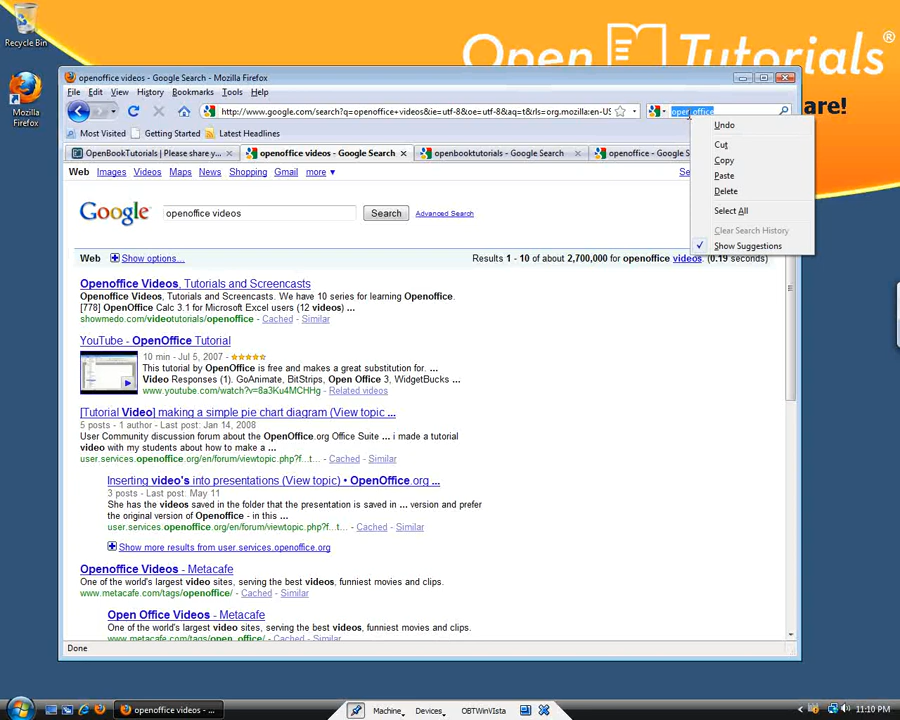 Recycle Bin
Mozilla
Firefox
Open Tutorials®
are!
openoffice videos - Google Search - Mozilla Firefox
File Edit View History Bookmarks Tools Help
http://www.google.com/search?q=openoffice+videos&ie=utf-8&oe=utf-8&aq=t&rls=org.mozilla:en-US
open office
Most Visited Getting Started Latest Headlines
OpenBookTutorials | Please share y...
openoffice videos - Google Search
openbooktutorials - Google Search
openoffice - Google S
Undo
Cut
Copy
Paste
Delete
Select All
Clear Search History
Show Suggestions
Web Images Videos Maps News Shopping Gmail more ▼
Se
Google openoffice videos Search Advanced Search
Web Show options... Results 1 - 10 of about 2,700,000 for openoffice videos. (0.19 seconds)
Openoffice Videos, Tutorials and Screencasts
Openoffice Videos, Tutorials and Screencasts. We have 10 series for learning Openoffice.
[778] OpenOffice Calc 3.1 for Microsoft Excel users (12 videos) ...
showmedo.com/videotutorials/openoffice - Cached - Similar
YouTube - OpenOffice Tutorial
10 min - Jul 5, 2007 -
This tutorial by OpenOffice is free and makes a great substitution for. ...
Video Responses (1). GoAnimate, BitStrips, Open Office 3, WidgetBucks ...
www.youtube.com/watch?v=8a3Ku4MCHHg - Related videos
[Tutorial Video] making a simple pie chart diagram (View topic ...
5 posts - 1 author - Last post: Jan 14, 2008
User Community discussion forum about the OpenOffice.org Office Suite ... i made a tutorial
video with my students about how to make a ...
user.services.openoffice.org/en/forum/viewtopic.php?f...t... - Cached - Similar
Inserting video's into presentations (View topic) • OpenOffice.org ...
3 posts - Last post: May 11
She has the videos saved in the folder that the presentation is saved in ... version and prefer
the original version of Openoffice - in this ...
user.services.openoffice.org/en/forum/viewtopic.php?f...t... - Cached - Similar
Show more results from user.services.openoffice.org
Openoffice Videos - Metacafe
One of the world's largest video sites, serving the best videos, funniest movies and clips.
www.metacafe.com/tags/openoffice/ - Cached - Similar
Open Office Videos - Metacafe
One of the world's largest video sites, serving the best videos, funniest movies and clips.
www.metacafe.com/tags/open_office/ - Cached - Similar
Done
openoffice videos - ...
Machine Devices OBTWinVIsta
11:10 PM